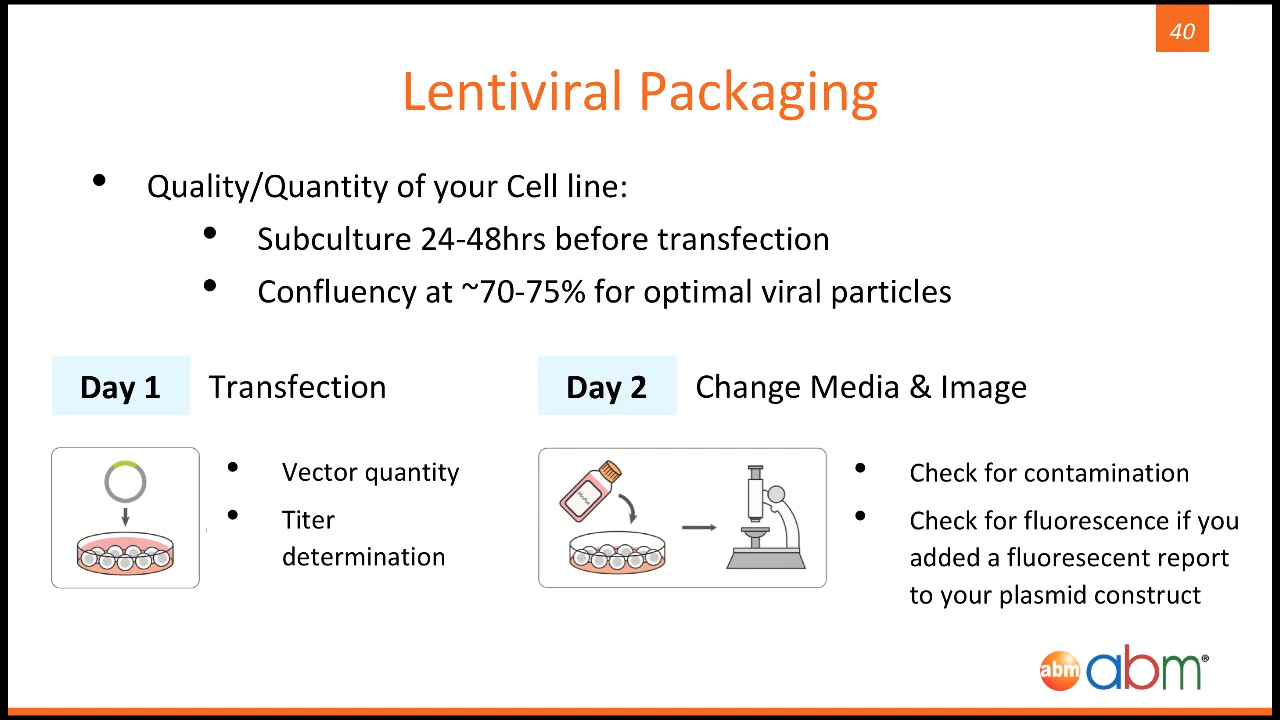 40
Lentiviral Packaging
• Quality/Quantity of your Cell line:
• Subculture 24-48hrs before transfection
• Confluency at ~70-75% for optimal viral particles
Day 1 Transfection
Day 2 Change Media & Image
• Vector quantity
• Titer
determination
• Check for contamination
• Check for fluorescence if you
added a fluoresecent report
to your plasmid construct
abm abm®